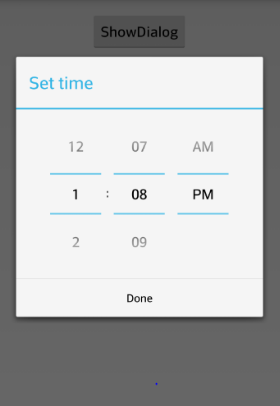 ShowDialog
Set time
12 07 AM
1 : 08 PM
2 09
Done